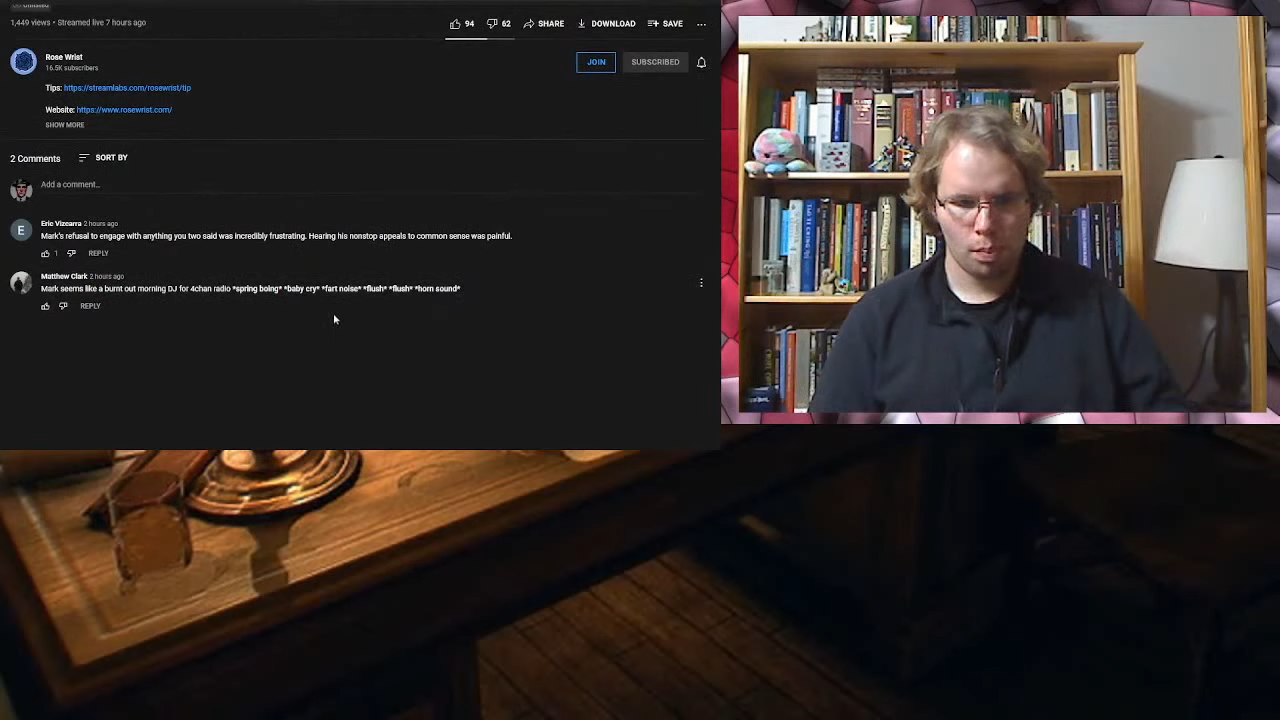 1,449 views • Streamed live 7 hours ago
94
62
SHARE
DOWNLOAD
SAVE
Rose Wrist
16.5K subscribers
JOIN
SUBSCRIBED
Tips: https://streamlabs.com/rosewrist/tip
Website: https://www.rosewrist.com/
SHOW MORE
2 Comments
SORT BY
Add a comment...
E
Eric Vizcarra 2 hours ago
Mark's refusal to engage with anything you two said was incredibly frustrating. Hearing his nonstop appeals to common sense was painful.
1
REPLY
Matthew Clark 2 hours ago
Mark seems like a burnt out morning DJ for 4chan radio *spring boing* *baby cry* *fart noise* *flush* *flush* *horn sound*
REPLY